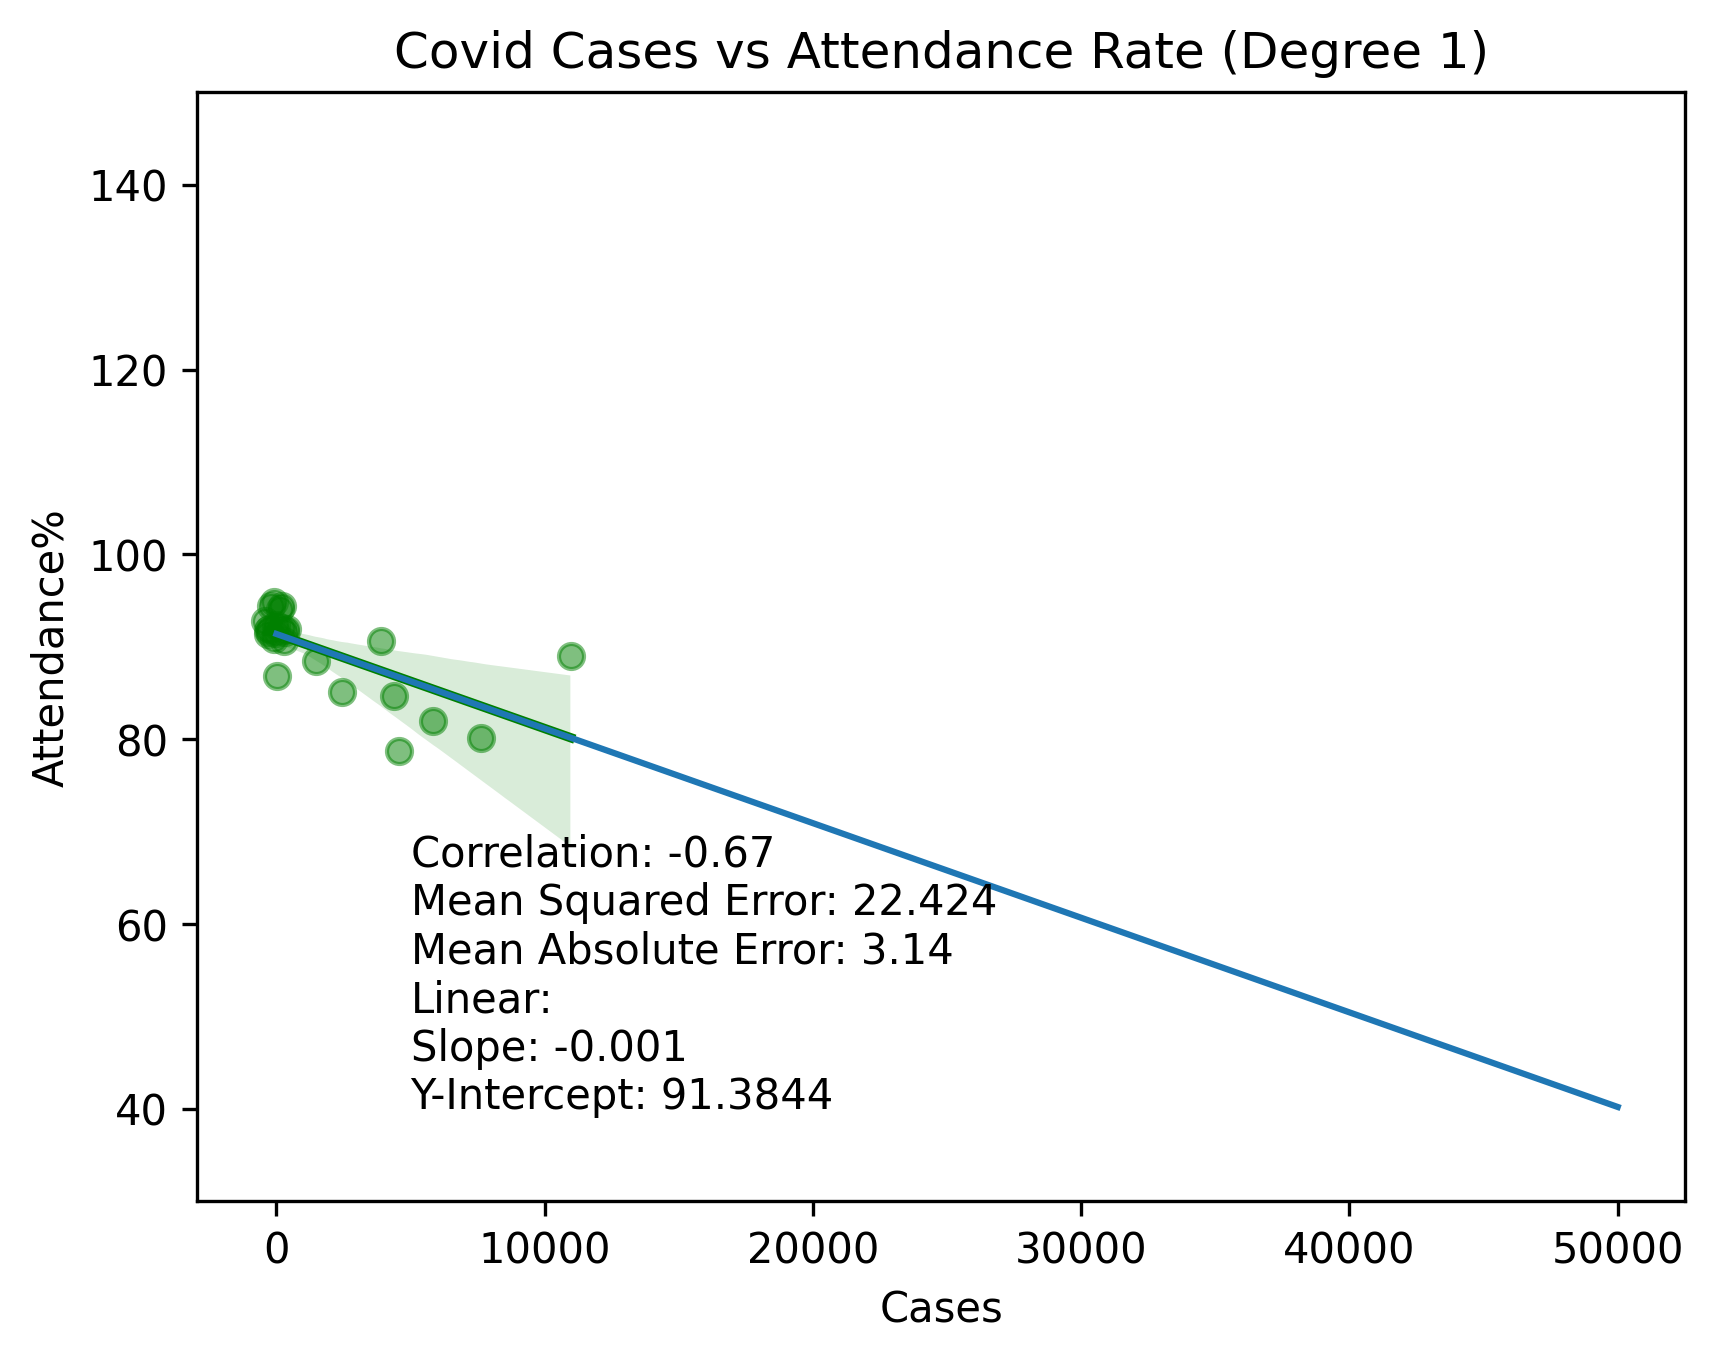 Covid Cases vs Attendance Rate (Degree 1)
140
120
100
80
60
40
Attendance%
Correlation: -0.67
Mean Squared Error: 22.424
Mean Absolute Error: 3.14
Linear:
Slope: -0.001
Y-Intercept: 91.3844
0 10000 20000 30000 40000 50000
Cases